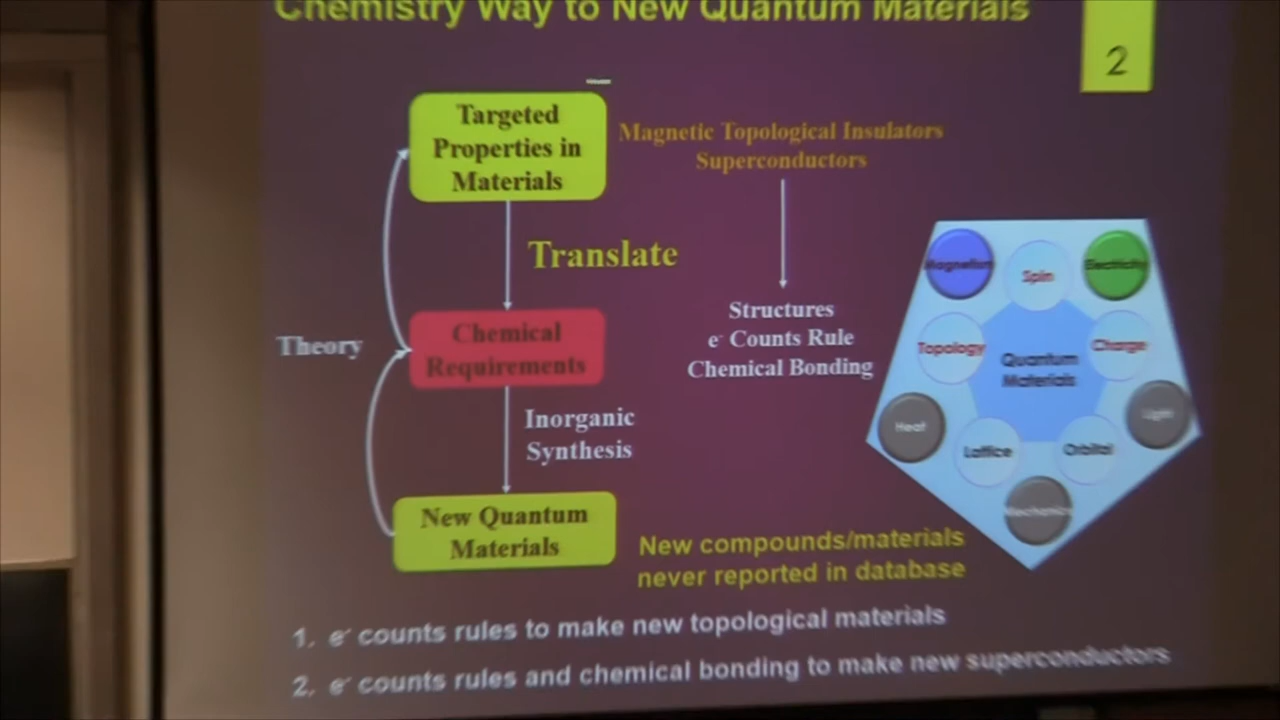 Chemistry Way to New Quantum Materials
2
Targeted
Properties in
Materials
Magnetic Topological Insulators
Superconductors
Translate
Structures
e⁻ Counts Rule
Chemical Bonding
Theory
Chemical
Requirements
Inorganic
Synthesis
New Quantum
Materials
New compounds/materials
never reported in database
Magnetism
Spin
Electricity
Topology
Charge
Quantum
Materials
Heat
Light
Lattice
Orbital
Mechanics
1. e⁻ counts rules to make new topological materials
2. e⁻ counts rules and chemical bonding to make new superconductors